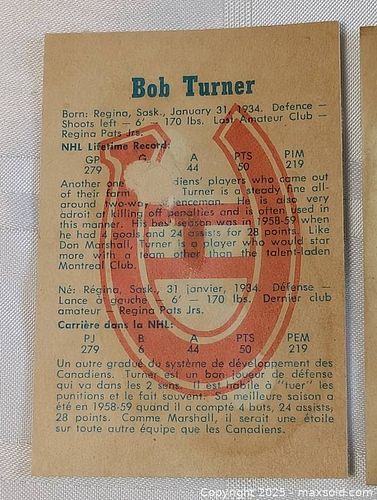 Bob Turner
Born: Regina, Sask., January 31, 1934. Defence —
Shoots left — 6' — 170 lbs. Last Amateur Club —
Regina Pats Jrs.
NHL Lifetime Record:
GP G A PTS PIM
279 44 50 219
Another one diens' players who came out
of their farm Turner is a steady fine all-
around two-w enceman. He is also very
adroit killing off penalties and is often used in
this manner. His best season was in 1958-59 when
he had 4 goals and 24 assists for 28 points. Like
Don Marshall, Turner is player who would star
more with team other than the talent-laden
Montreal Club.
Né: Regina, Sask., 31 janvier, 1934. Défense —
Lance à gauche — 6' — 170 lbs. Dernier club
amateur — Regina Pats Jrs.
Carrière dans la NHL:
PJ B A PTS PEM
279 6 44 50 219
Un autre gradué du système de développement des
Canadiens. Turner est un bon joueur de défense
qui va dans les 2 sens. Il est habile à "tuer" les
punitions et le fait souvent. Sa meilleure saison a
été en 1958-59 quand il a compté 4 buts, 24 assists,
28 points. Comme Marshall, il serait une étoile
sur toute autre équipe que les Canadiens.
Copyright 2025 - maxsold.com